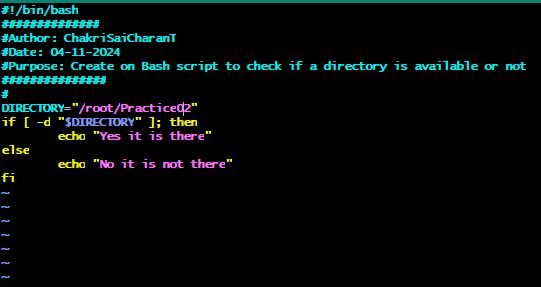 #!/bin/bash
##############
#Author: ChakriSaiCharanT
#Date: 04-11-2024
#Purpose: Create on Bash script to check if a directory is available or not
###############
#
DIRECTORY="/root/Practice02"
if [ -d "$DIRECTORY" ]; then
        echo "Yes it is there"
else
        echo "No it is not there"
fi
~
~
~
~
~
~
~